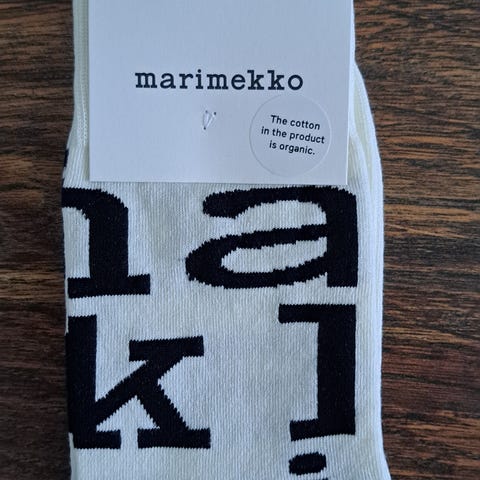 marimekko
The cotton
in the product
is organic.
a
k